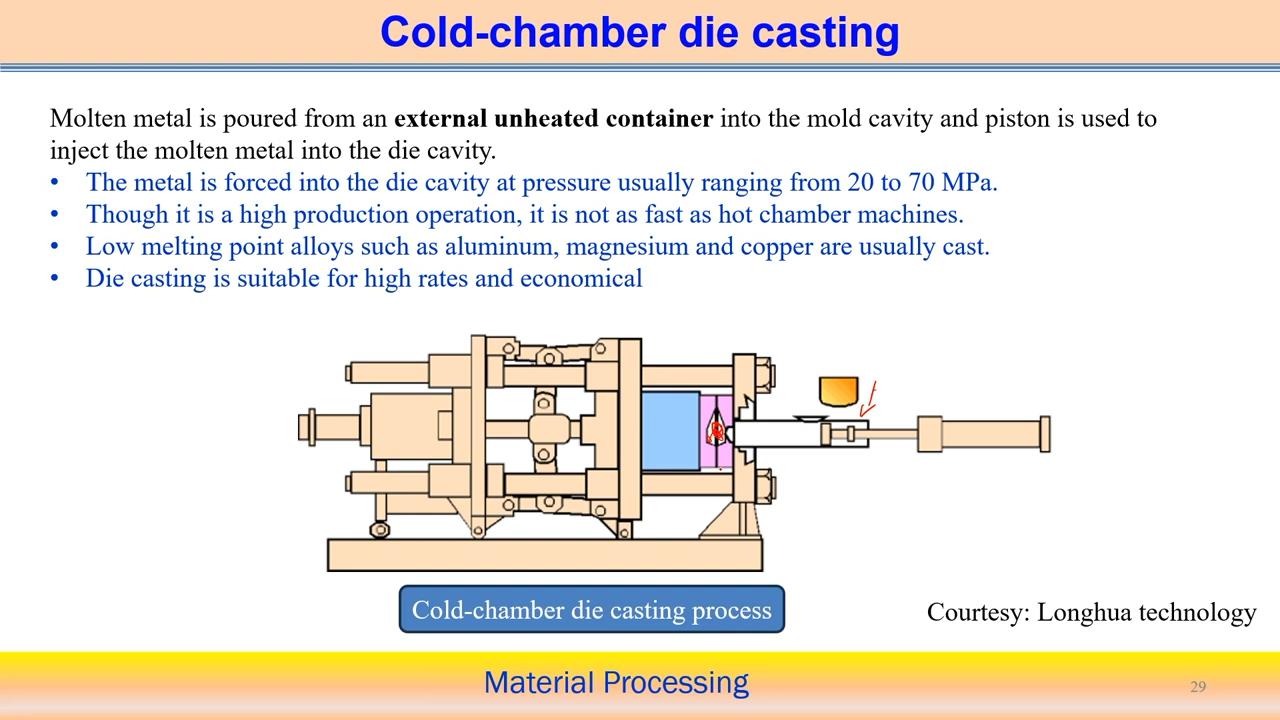 Cold-chamber die casting
Molten metal is poured from an external unheated container into the mold cavity and piston is used to
inject the molten metal into the die cavity.
• The metal is forced into the die cavity at pressure usually ranging from 20 to 70 MPa.
• Though it is a high production operation, it is not as fast as hot chamber machines.
• Low melting point alloys such as aluminum, magnesium and copper are usually cast.
• Die casting is suitable for high rates and economical
Cold-chamber die casting process
Courtesy: Longhua technology
Material Processing
29